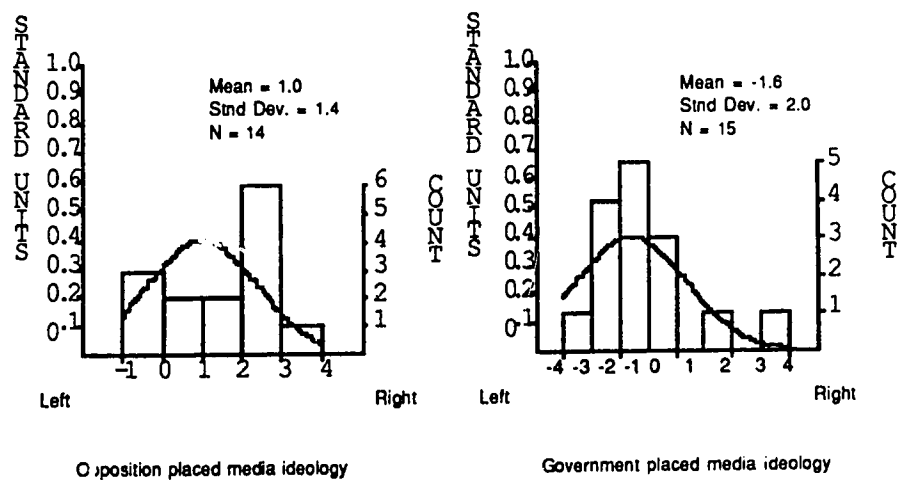 STANDARD UNITS
1.0
0.9
0.8
0.7
0.6
0.5
0.4
0.3
0.2
0.1
Mean = 1.0
Stnd Dev. = 1.4
N = 14
6
5
4
3
2
1
COUNT
-1 0 1 2 3 4
Left Right
Opposition placed media ideology
STANDARD UNITS
1.0
0.9
0.8
0.7
0.6
0.5
0.4
0.3
0.2
0.1
Mean = -1.6
Stnd Dev. = 2.0
N = 15
5
4
3
2
1
COUNT
-4 -3 -2 -1 0 1 2 3 4
Left Right
Government placed media ideology